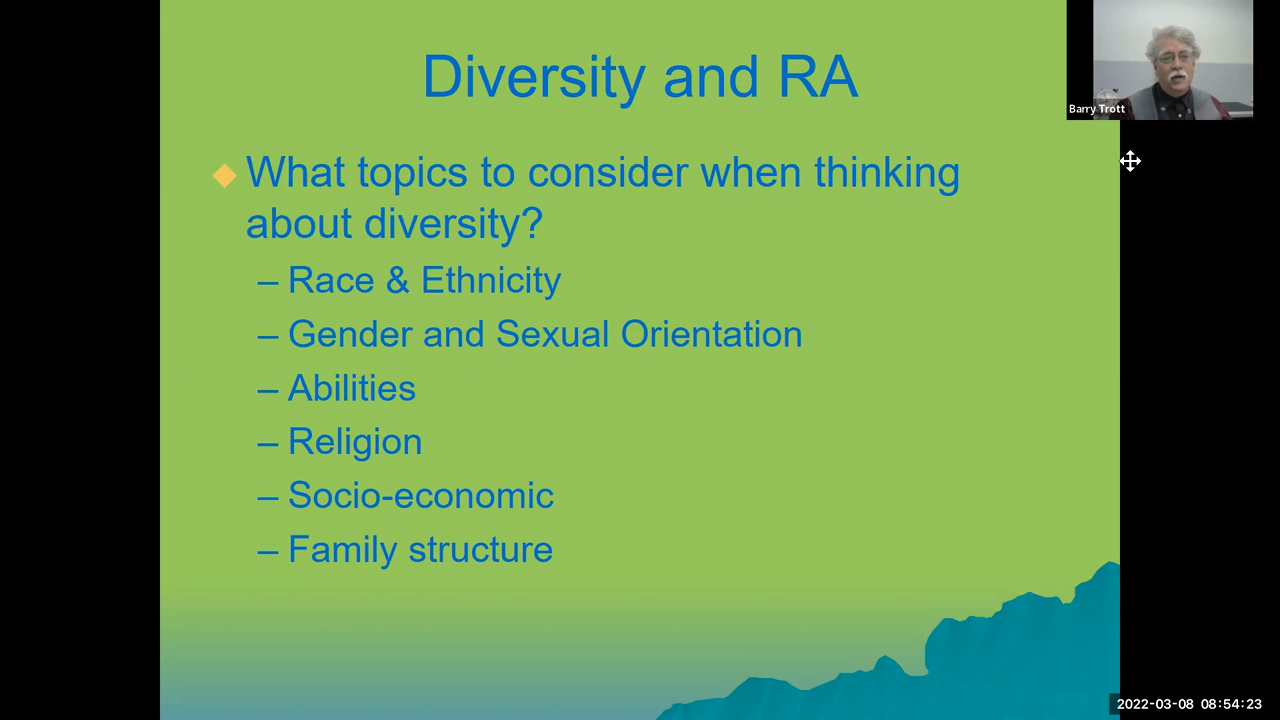 Diversity and RA
Barry Trott
What topics to consider when thinking
about diversity?
– Race & Ethnicity
– Gender and Sexual Orientation
– Abilities
– Religion
– Socio-economic
– Family structure
2022-03-08 08:54:23